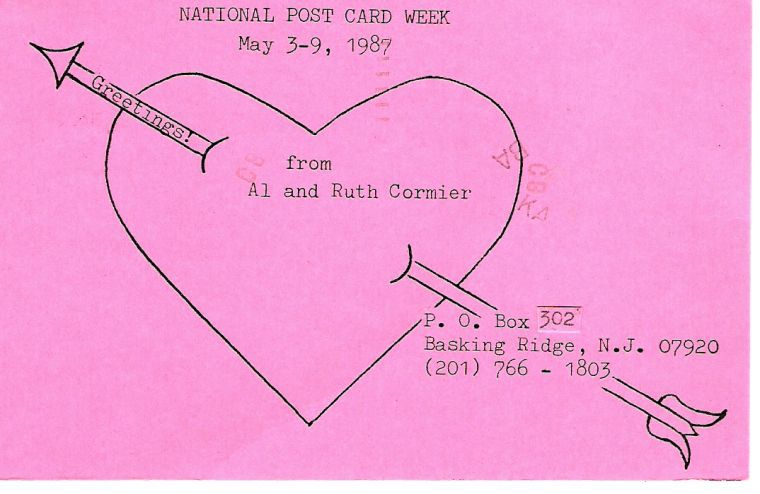 NATIONAL POST CARD WEEK
May 3-9, 1987
Greetings!
from
Al and Ruth Cormier
P. O. Box 302
Basking Ridge, N.J. 07920
(201) 766 - 1803